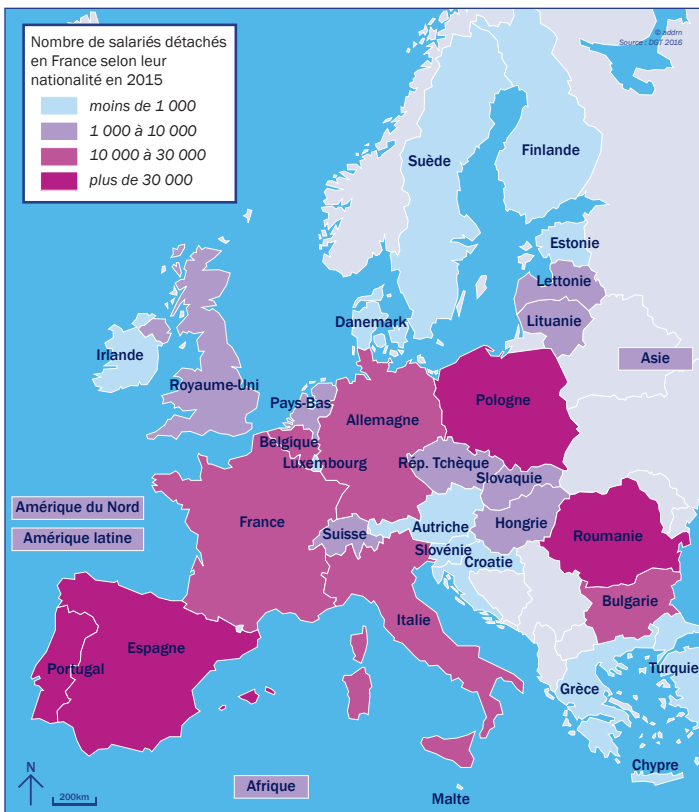 Nombre de salariés détachés
en France selon leur
nationalité en 2015
moins de 1 000
1 000 à 10 000
10 000 à 30 000
plus de 30 000
© addrn
Source : DGT 2016
Suède
Finlande
Estonie
Lettonie
Lituanie
Danemark
Irlande
Asie
Royaume-Uni
Pays-Bas
Pologne
Allemagne
Belgique
Luxembourg
Rép. Tchèque
Slovaquie
Amérique du Nord
France
Autriche
Hongrie
Suisse
Roumanie
Amérique latine
Slovénie
Croatie
Bulgarie
Italie
Espagne
Portugal
Turquie
Grèce
Chypre
N
200km
Afrique
Malte